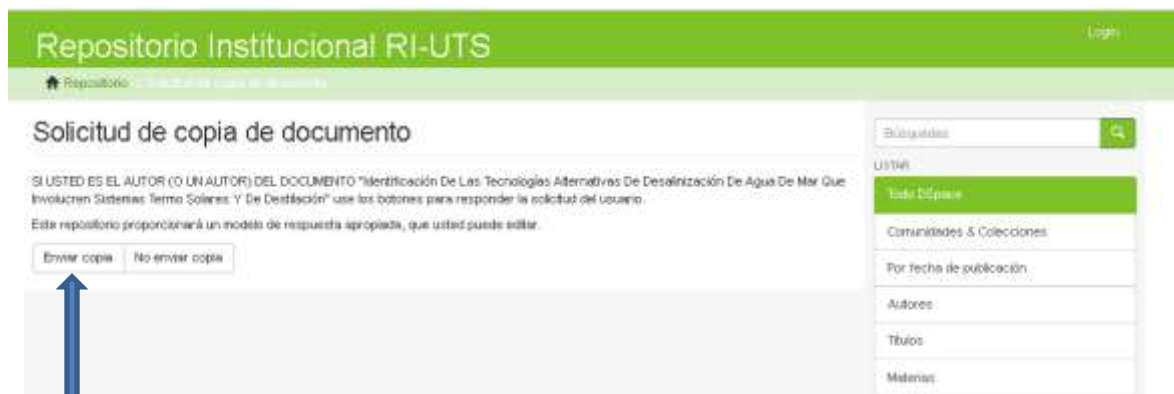 Repositorio Institucional RI-UTS
Login
Repositorio
Solicitud de copia de documento
SI USTED ES EL AUTOR (O UN AUTOR) DEL DOCUMENTO "Identificación De Las Tecnologías Alternativas De Desalinización De Agua De Mar Que
Involucren Sistemas Termo Solares Y De Destilación" use los botones para responder la solicitud del usuario.
Este repositorio proporcionará un modelo de respuesta apropiada, que usted puede editar.
Enviar copia
No enviar copia
Búsquedas
LISTAR
Todo DSpace
Comunidades & Colecciones
Por fecha de publicación
Autores
Títulos
Materias